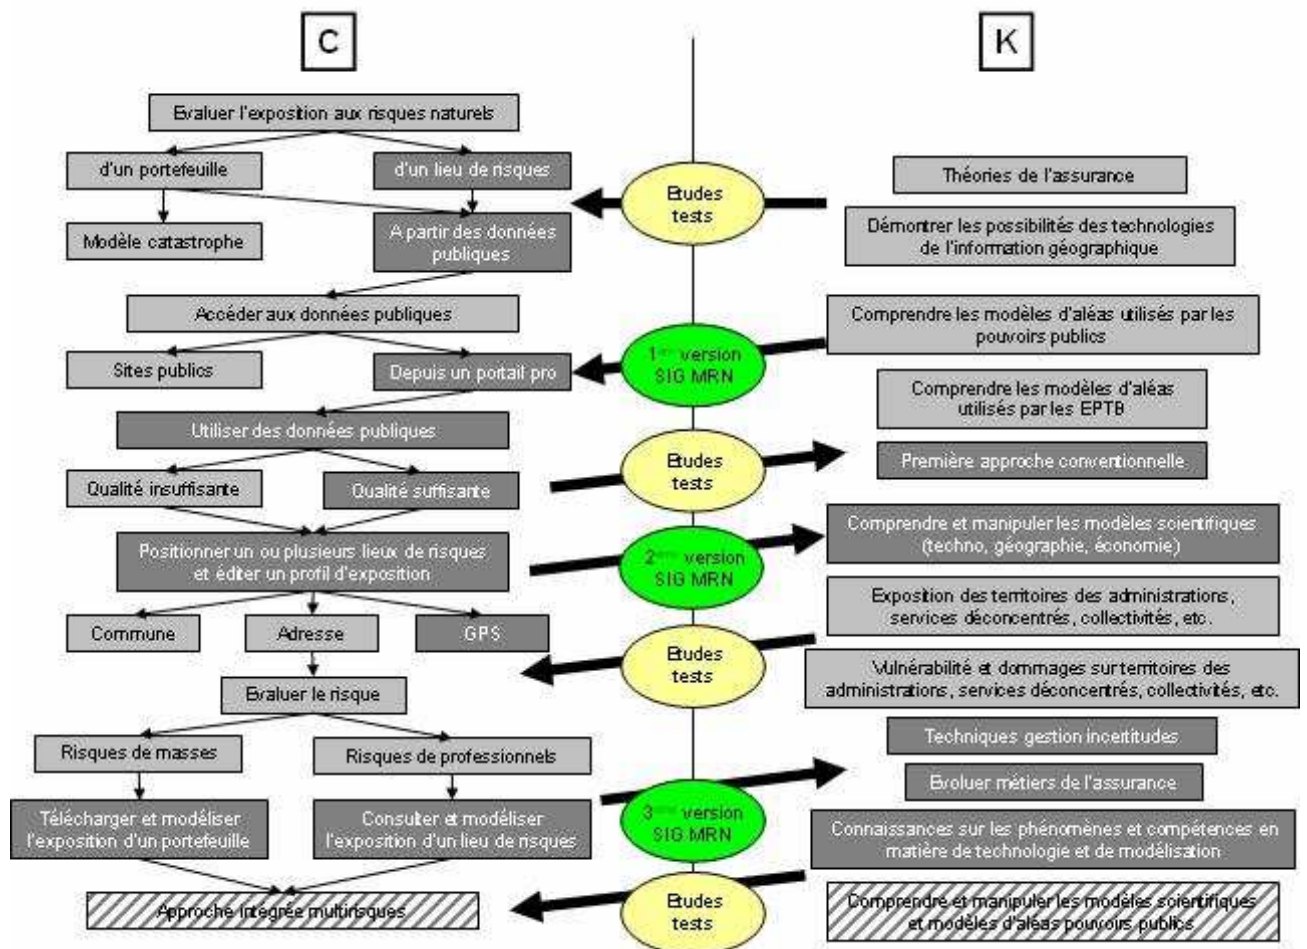 C
K
Evaluer l'exposition aux risques naturels
d'un portefeuille
d'un lieu de risques
Modèle catastrophe
A partir des données
publiques
Accéder aux données publiques
Sites publics
Depuis un portail pro
Utiliser des données publiques
Qualité insuffisante
Qualité suffisante
Positionner un ou plusieurs lieux de risques
et éditer un profil d'exposition
Commune
Adresse
GPS
Evaluer le risque
Risques de masses
Risques de professionnels
Télécharger et modéliser
l'exposition d'un portefeuille
Consulter et modéliser
l'exposition d'un lieu de risques
Approche intégrée multirisques
Etudes
tests
1ère version
SIG MRN
Etudes
tests
2ème version
SIG MRN
Etudes
tests
3ème version
SIG MRN
Etudes
tests
Théories de l'assurance
Démontrer les possibilités des technologies
de l'information géographique
Comprendre les modèles d'aléas utilisés par les
pouvoirs publics
Comprendre les modèles d'aléas
utilisés par les EPTB
Première approche conventionnelle
Comprendre et manipuler les modèles scientifiques
(techno, géographie, économie)
Exposition des territoires des administrations,
services déconcentrés, collectivités, etc.
Vulnérabilité et dommages sur territoires des
administrations, services déconcentrés, collectivités, etc.
Techniques gestion incertitudes
Evoluer métiers de l'assurance
Connaissances sur les phénomènes et compétences en
matière de technologie et de modélisation
Comprendre et manipuler les modèles scientifiques
et modèles d'aléas pouvoirs publics